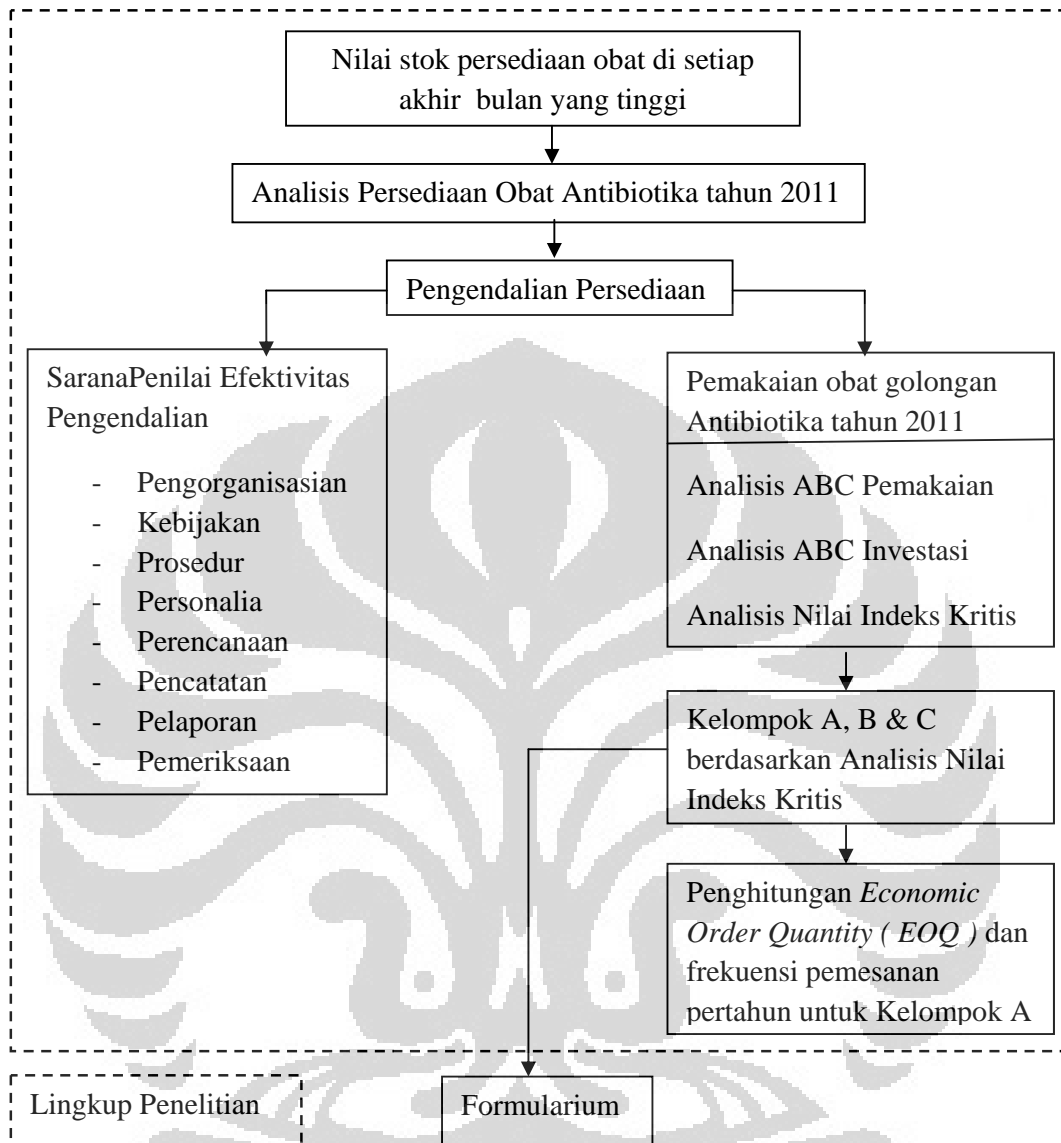 Nilai stok persediaan obat di setiap
akhir bulan yang tinggi
Analisis Persediaan Obat Antibiotika tahun 2011
Pengendalian Persediaan
SaranaPenilai Efektivitas
Pengendalian
- Pengorganisasian
- Kebijakan
- Prosedur
- Personalia
- Perencanaan
- Pencatatan
- Pelaporan
- Pemeriksaan
Pemakaian obat golongan
Antibiotika tahun 2011
Analisis ABC Pemakaian
Analisis ABC Investasi
Analisis Nilai Indeks Kritis
Kelompok A, B & C
berdasarkan Analisis Nilai
Indeks Kritis
Penghitungan Economic
Order Quantity ( EOQ ) dan
frekuensi pemesanan
pertahun untuk Kelompok A
Lingkup Penelitian
Formularium